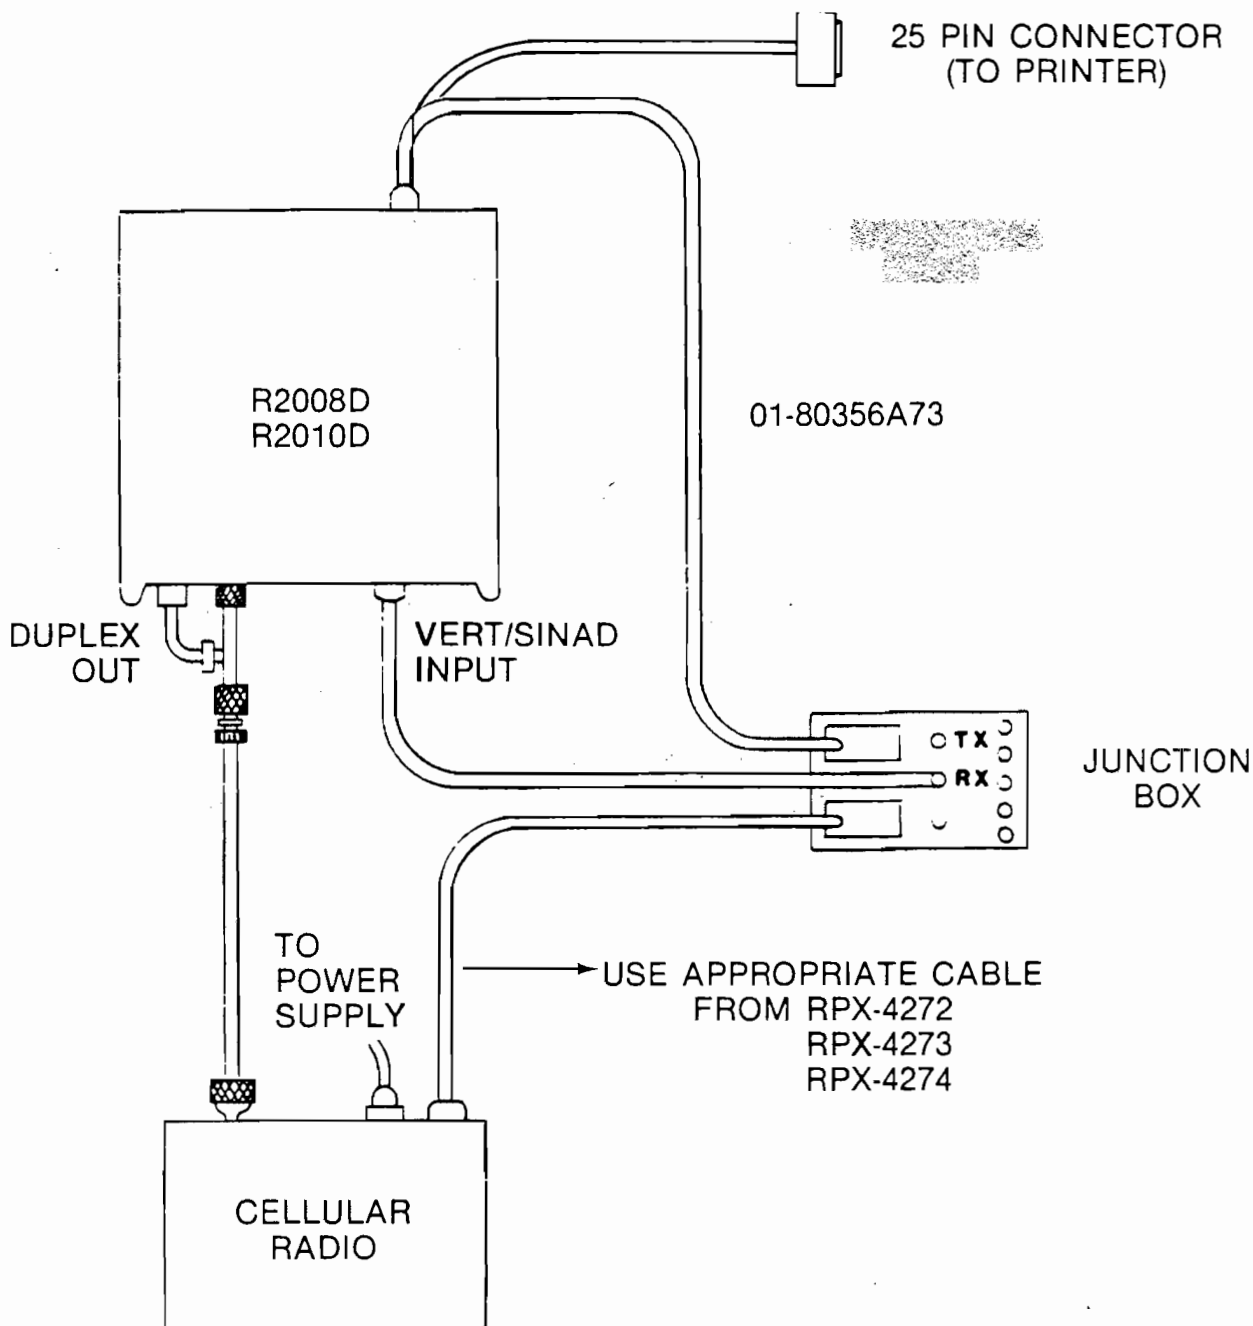 25 PIN CONNECTOR
(TO PRINTER)
R2008D
R2010D
01-80356A73
DUPLEX
OUT
VERT/SINAD
INPUT
TX
RX
JUNCTION
BOX
TO
POWER
SUPPLY
USE APPROPRIATE CABLE
FROM RPX-4272
RPX-4273
RPX-4274
CELLULAR
RADIO